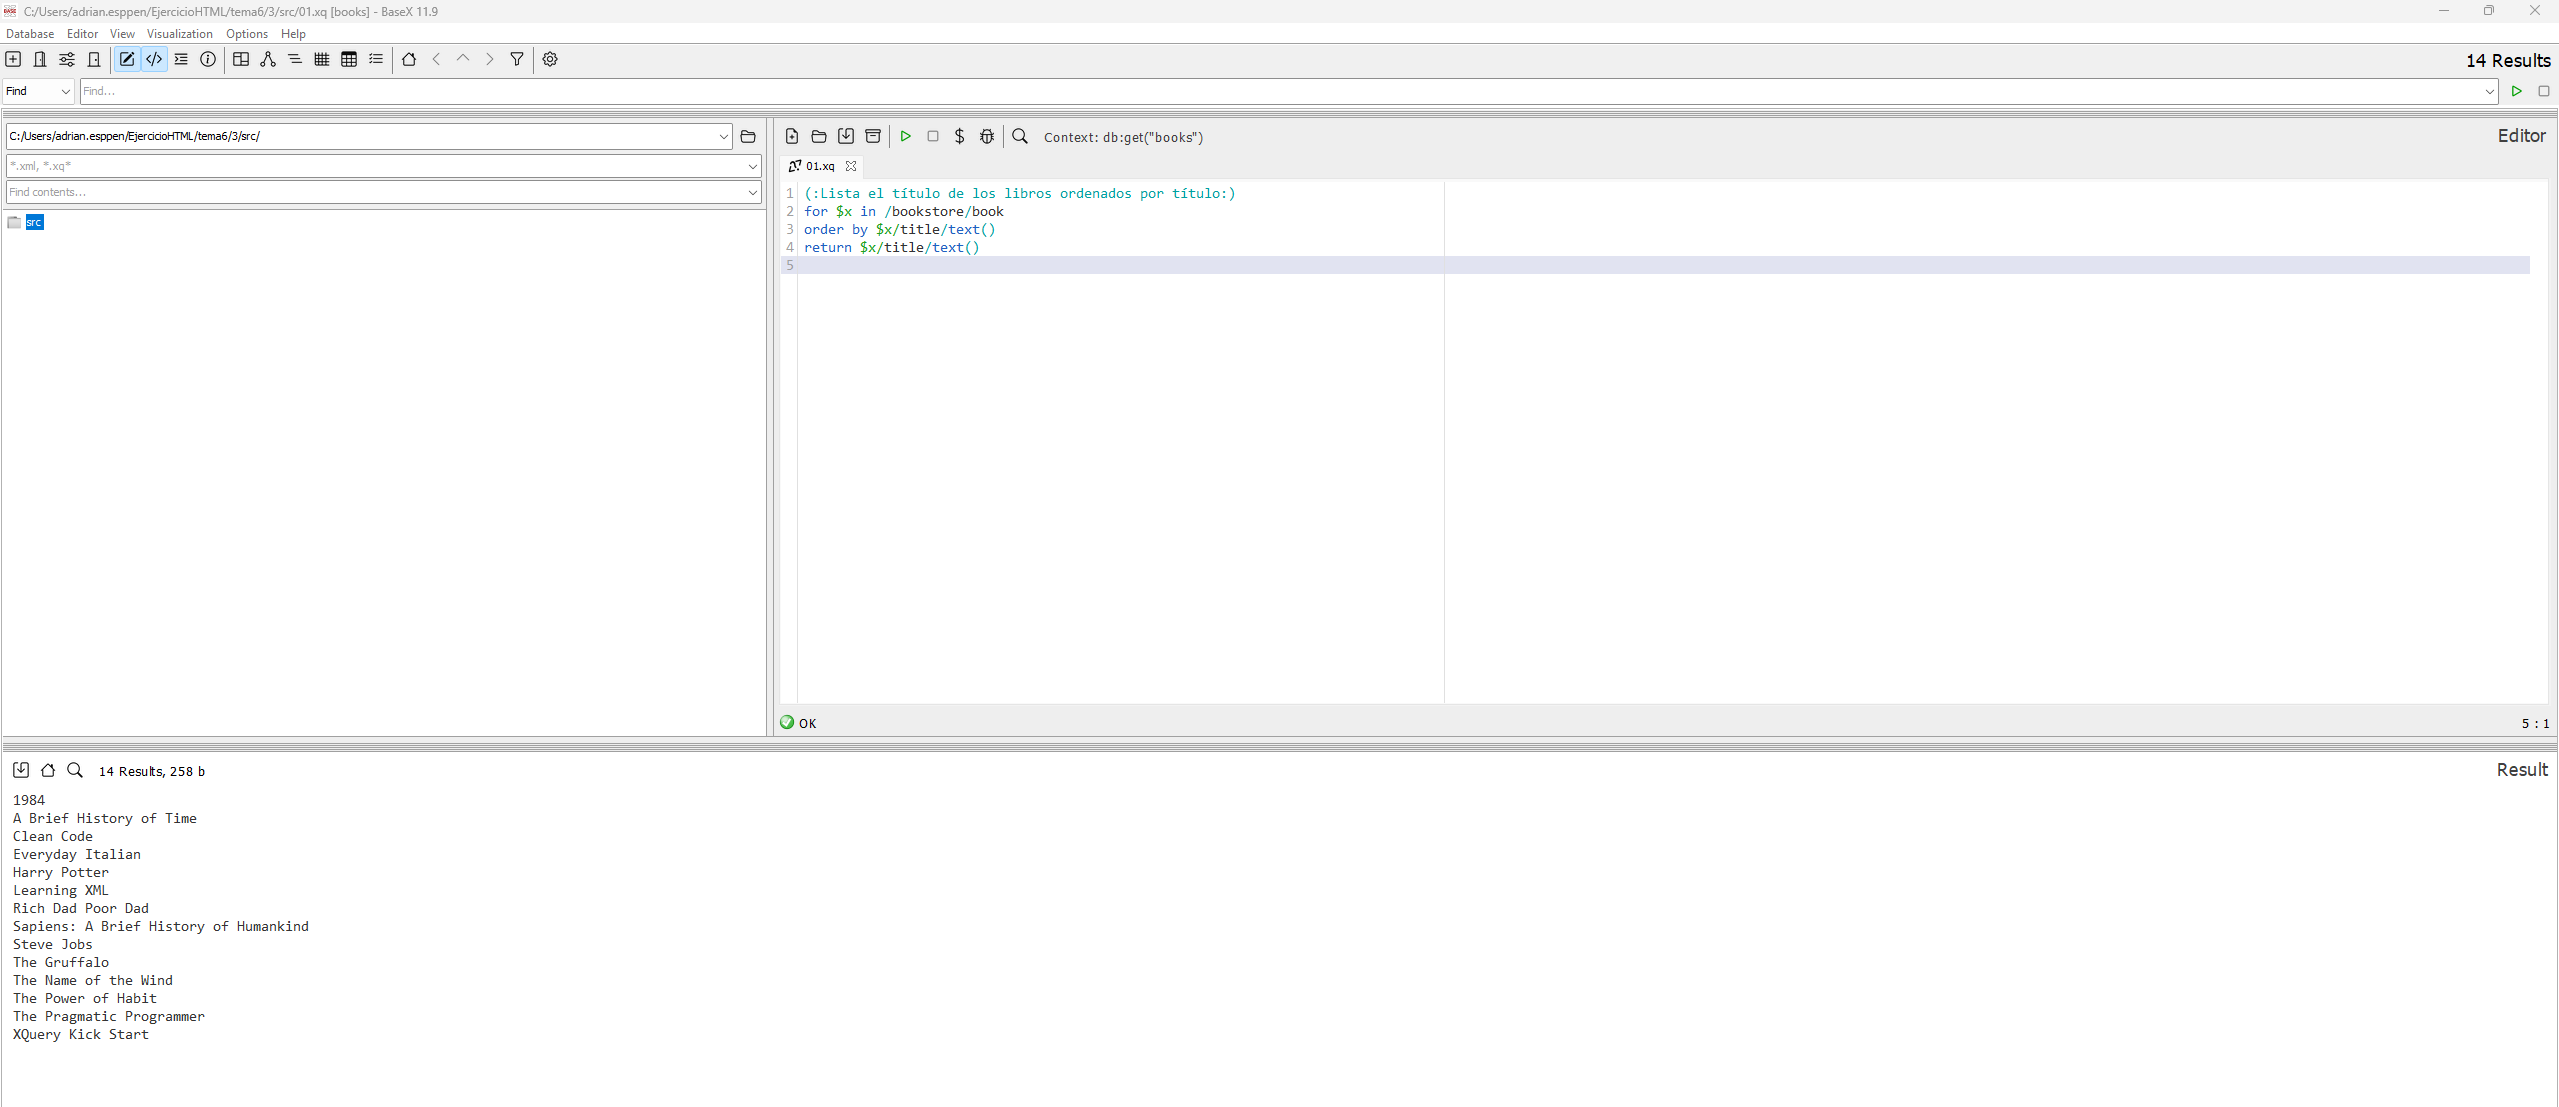 C:/Users/adrian.esppen/EjercicioHTML/tema6/3/src/01.xq [books] - BaseX 11.9
Database Editor View Visualization Options Help
14 Results
Find Find...
C:/Users/adrian.esppen/EjercicioHTML/tema6/3/src/
*.xml, *.xq*
Find contents...
src
Context: db:get("books")
Editor
01.xq
1 (:Lista el título de los libros ordenados por título:)
2 for $x in /bookstore/book
3 order by $x/title/text()
4 return $x/title/text()
5
OK
5 : 1
14 Results, 258 b
Result
1984
A Brief History of Time
Clean Code
Everyday Italian
Harry Potter
Learning XML
Rich Dad Poor Dad
Sapiens: A Brief History of Humankind
Steve Jobs
The Gruffalo
The Name of the Wind
The Power of Habit
The Pragmatic Programmer
XQuery Kick Start